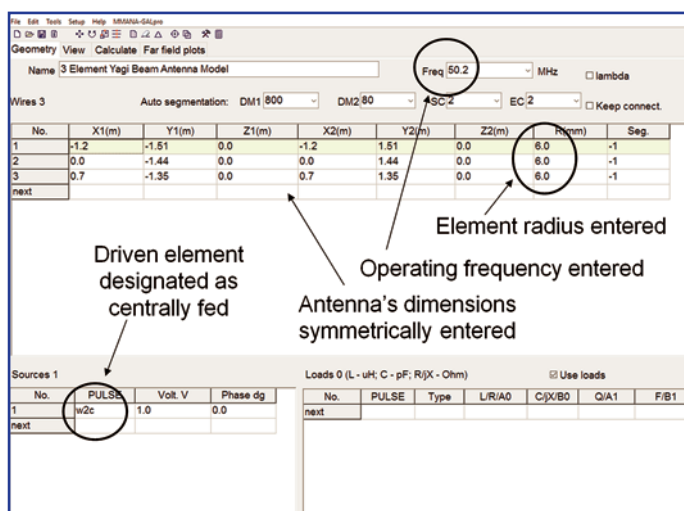 File Edit Tools Setup Help MMANA-GALpro
Geometry View Calculate Far field plots
Name 3 Element Yagi Beam Antenna Model Freq 50.2 MHz lambda
Wires 3 Auto segmentation: DM1 800 DM2 80 SC 2 EC 2 Keep connect.
No. X1(m) Y1(m) Z1(m) X2(m) Y2(m) Z2(m) R(mm) Seg.
1 -1.2 -1.51 0.0 -1.2 1.51 0.0 6.0 -1
2 0.0 -1.44 0.0 0.0 1.44 0.0 6.0 -1
3 0.7 -1.35 0.0 0.7 1.35 0.0 6.0 -1
next
Element radius entered
Operating frequency entered
Antenna's dimensions
symmetrically entered
Driven element
designated as
centrally fed
Sources 1
No. PULSE Volt. V Phase dg
1 w2c 1.0 0.0
next
Loads 0 (L - uH; C - pF; R/jX - Ohm) Use loads
No. PULSE Type L/R/A0 C/jX/B0 Q/A1 F/B1
next